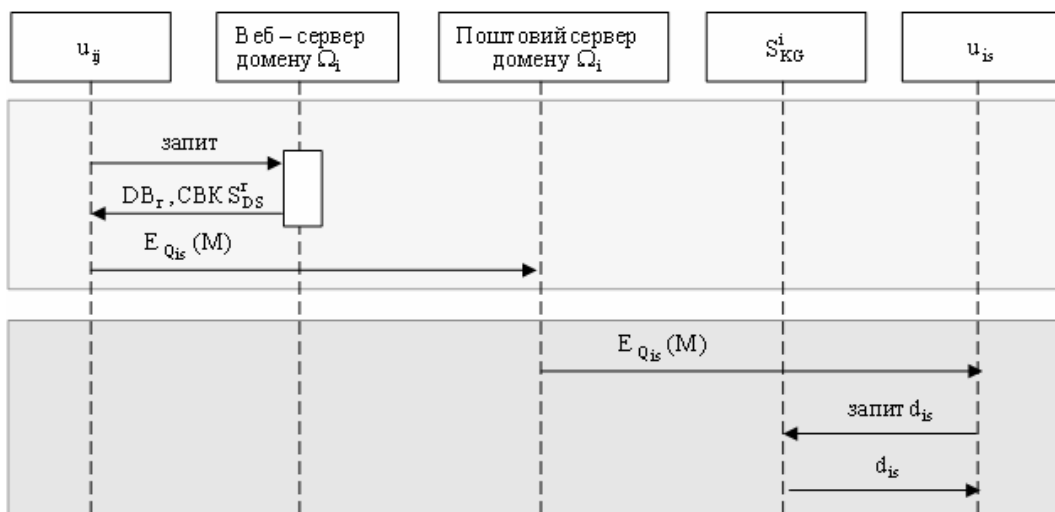 u_ij
Веб – сервер
домену Ω_i
Поштовий сервер
домену Ω_i
S^i_KG
u_is
запит
DB_r , СВК S^r_DS
E_Q_is (M)
E_Q_is (M)
запит d_is
d_is